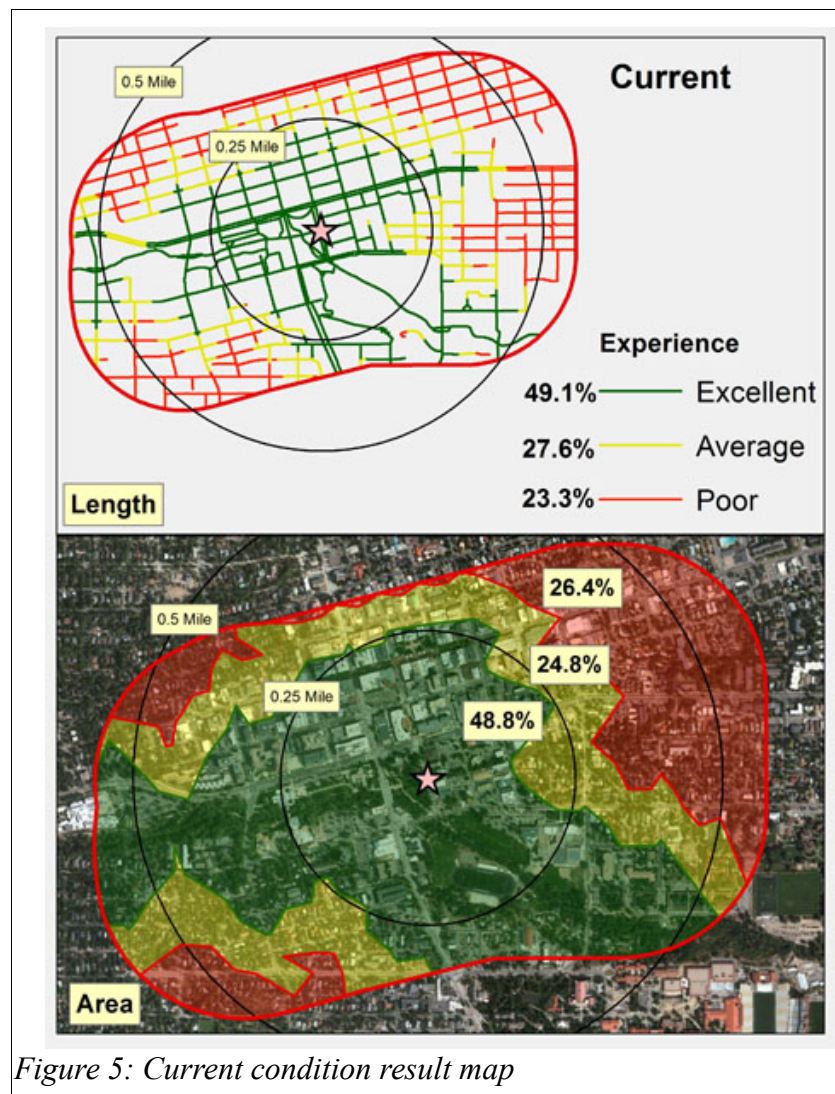 Current
0.5 Mile
0.25 Mile
Experience
49.1% Excellent
27.6% Average
23.3% Poor
Length
26.4%
0.5 Mile
24.8%
0.25 Mile
48.8%
Area
Figure 5: Current condition result map